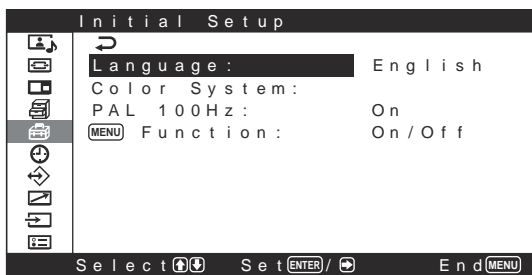 Initial Setup
Language: English
Color System:
PAL 100Hz: On
MENU Function: On/Off
Select Set ENTER / End MENU